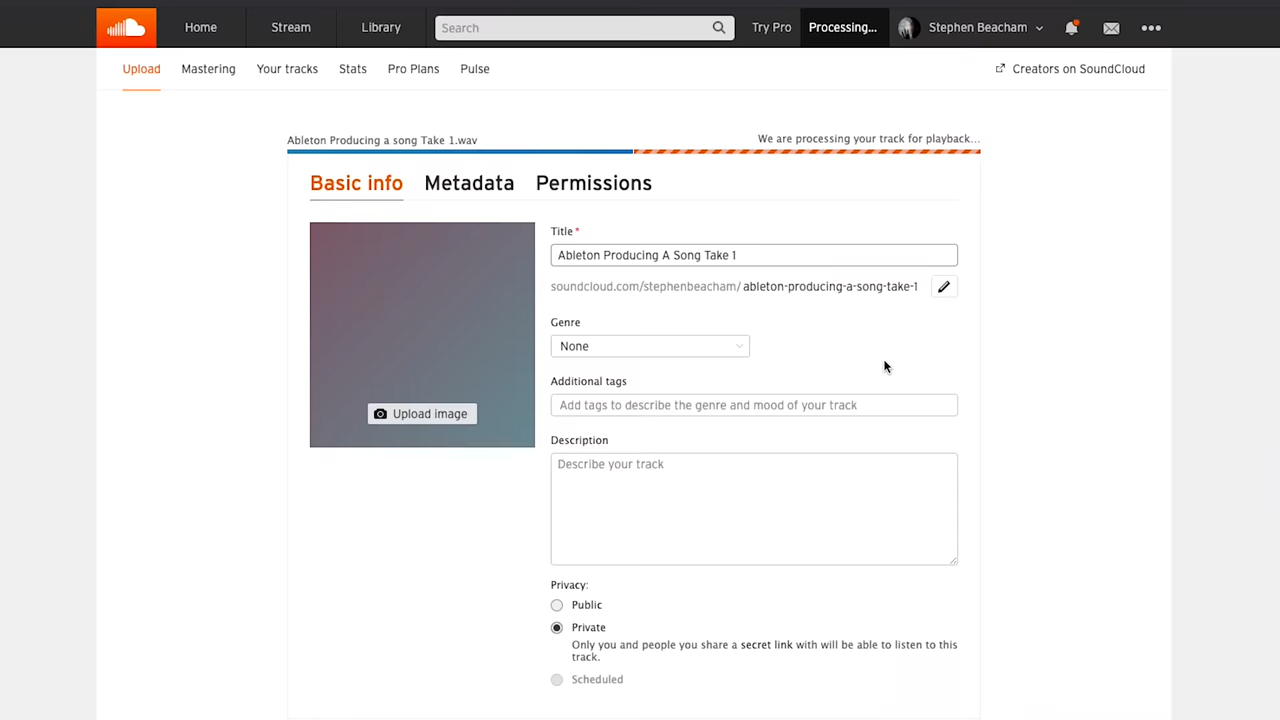 Home
Stream
Library
Search
Try Pro
Processing...
Stephen Beacham
Upload
Mastering
Your tracks
Stats
Pro Plans
Pulse
Creators on SoundCloud
Ableton Producing a song Take 1.wav
We are processing your track for playback...
Basic info
Metadata
Permissions
Title*
Ableton Producing A Song Take 1
soundcloud.com/stephenbeacham/ ableton-producing-a-song-take-1
Genre
None
Additional tags
Add tags to describe the genre and mood of your track
Upload image
Description
Describe your track
Privacy:
Public
Private
Only you and people you share a secret link with will be able to listen to this
track.
Scheduled